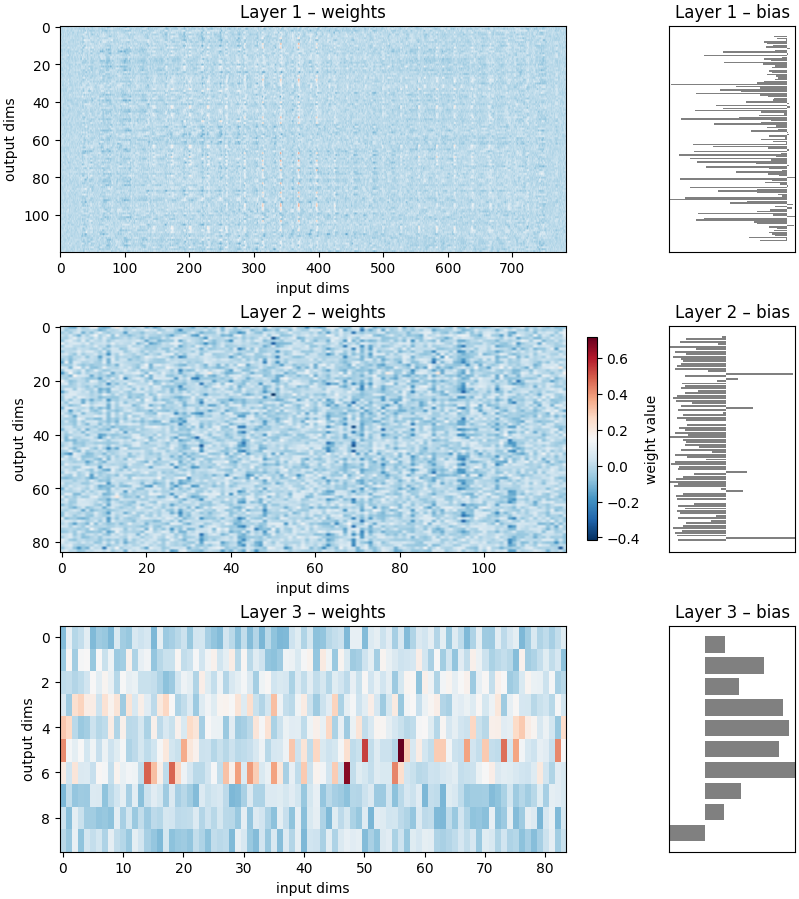 Layer 1 – weights
Layer 1 – bias
0
20
40
60
80
100
output dims
0 100 200 300 400 500 600 700
input dims
Layer 2 – weights
Layer 2 – bias
0
20
40
60
80
output dims
0 20 40 60 80 100
input dims
0.6
0.4
0.2
0.0
−0.2
−0.4
weight value
Layer 3 – weights
Layer 3 – bias
0
2
4
6
8
output dims
0 10 20 30 40 50 60 70 80
input dims